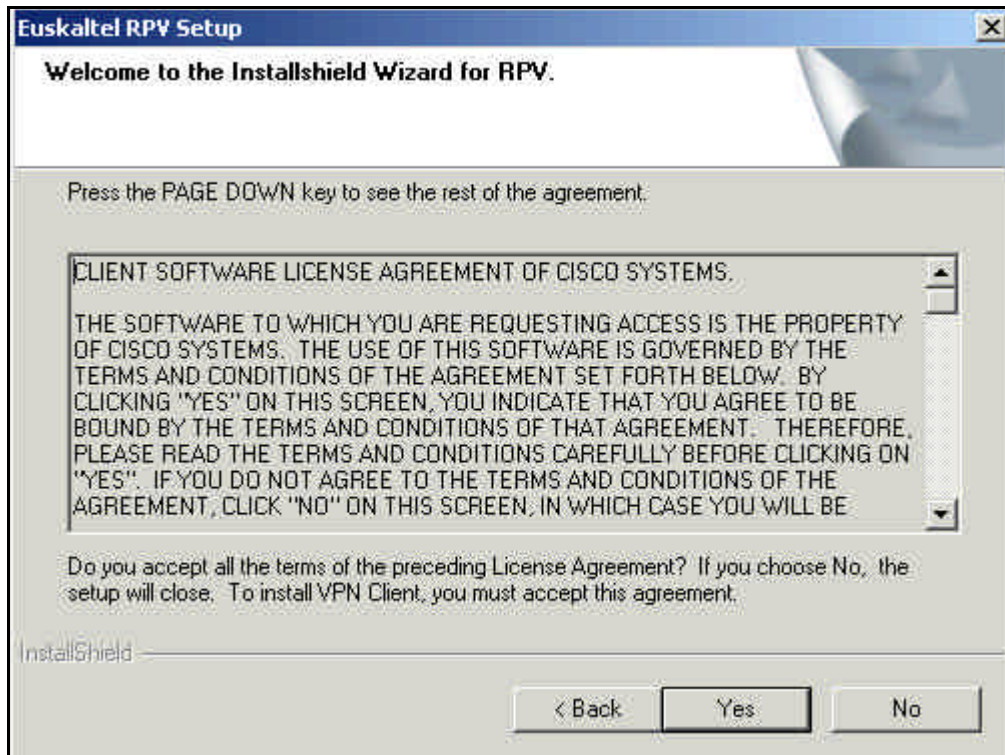 Euskaltel RPV Setup
Welcome to the Installshield Wizard for RPV.
Press the PAGE DOWN key to see the rest of the agreement.
CLIENT SOFTWARE LICENSE AGREEMENT OF CISCO SYSTEMS.
THE SOFTWARE TO WHICH YOU ARE REQUESTING ACCESS IS THE PROPERTY
OF CISCO SYSTEMS.  THE USE OF THIS SOFTWARE IS GOVERNED BY THE
TERMS AND CONDITIONS OF THE AGREEMENT SET FORTH BELOW.  BY
CLICKING "YES" ON THIS SCREEN, YOU INDICATE THAT YOU AGREE TO BE
BOUND BY THE TERMS AND CONDITIONS OF THAT AGREEMENT.   THEREFORE,
PLEASE READ THE TERMS AND CONDITIONS CAREFULLY BEFORE CLICKING ON
"YES".  IF YOU DO NOT AGREE TO THE TERMS AND CONDITIONS OF THE
AGREEMENT, CLICK "NO" ON THIS SCREEN, IN WHICH CASE YOU WILL BE
Do you accept all the terms of the preceding License Agreement?  If you choose No,  the
setup will close.  To install VPN Client, you must accept this agreement.
InstallShield
< Back
Yes
No